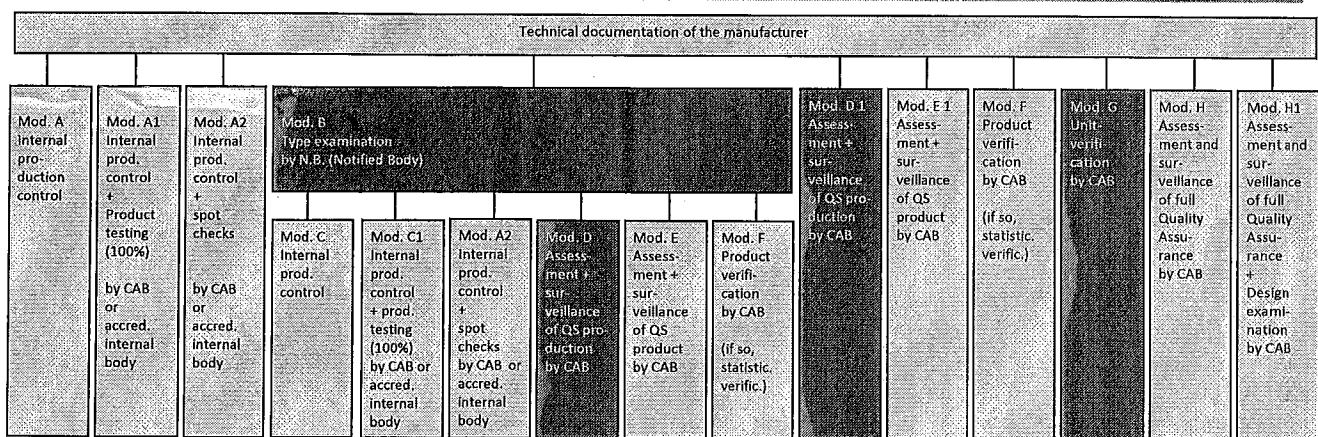 Technical documentation of the manufacturer
Mod. A
Internal
pro-
duction
control
Mod. A1
Internal
prod.
control
+
Product
testing
(100%)
by CAB
or
accred.
internal
body
Mod. A2
Internal
prod.
control
+
spot
checks
by CAB
or
accred.
internal
body
Mod. B
Type examination
by N.B. (Notified Body)
Mod. C
Internal
prod.
control
Mod. C1
Internal
prod.
control
+ prod.
testing
(100%)
by CAB or
accred.
internal
body
Mod. A2
Internal
prod.
control
+
spot
checks
by CAB or
accred.
internal
body
Mod. D
Assess-
ment +
sur-
veillance
of QS pro-
duction
by CAB
Mod. E
Assess-
ment +
sur-
veillance
of QS
product
by CAB
Mod. F
Product
verifi-
cation
by CAB
(if so,
statistic.
verific.)
Mod. D 1
Assess-
ment +
sur-
veillance
of QS pro-
duction
by CAB
Mod. E 1
Assess-
ment +
sur-
veillance
of QS
product
by CAB
Mod. F
Product
verifi-
cation
by CAB
(if so,
statistic.
verific.)
Mod. G
Unit-
verifi
cation
by CAB
Mod. H
Assess-
ment and
sur-
veillance
of full
Quality
Assu-
rance
by CAB
Mod. H1
Assess-
ment and
sur-
veillance
of full
Quality
Assu-
rance
+
Design
exami-
nation
by CAB